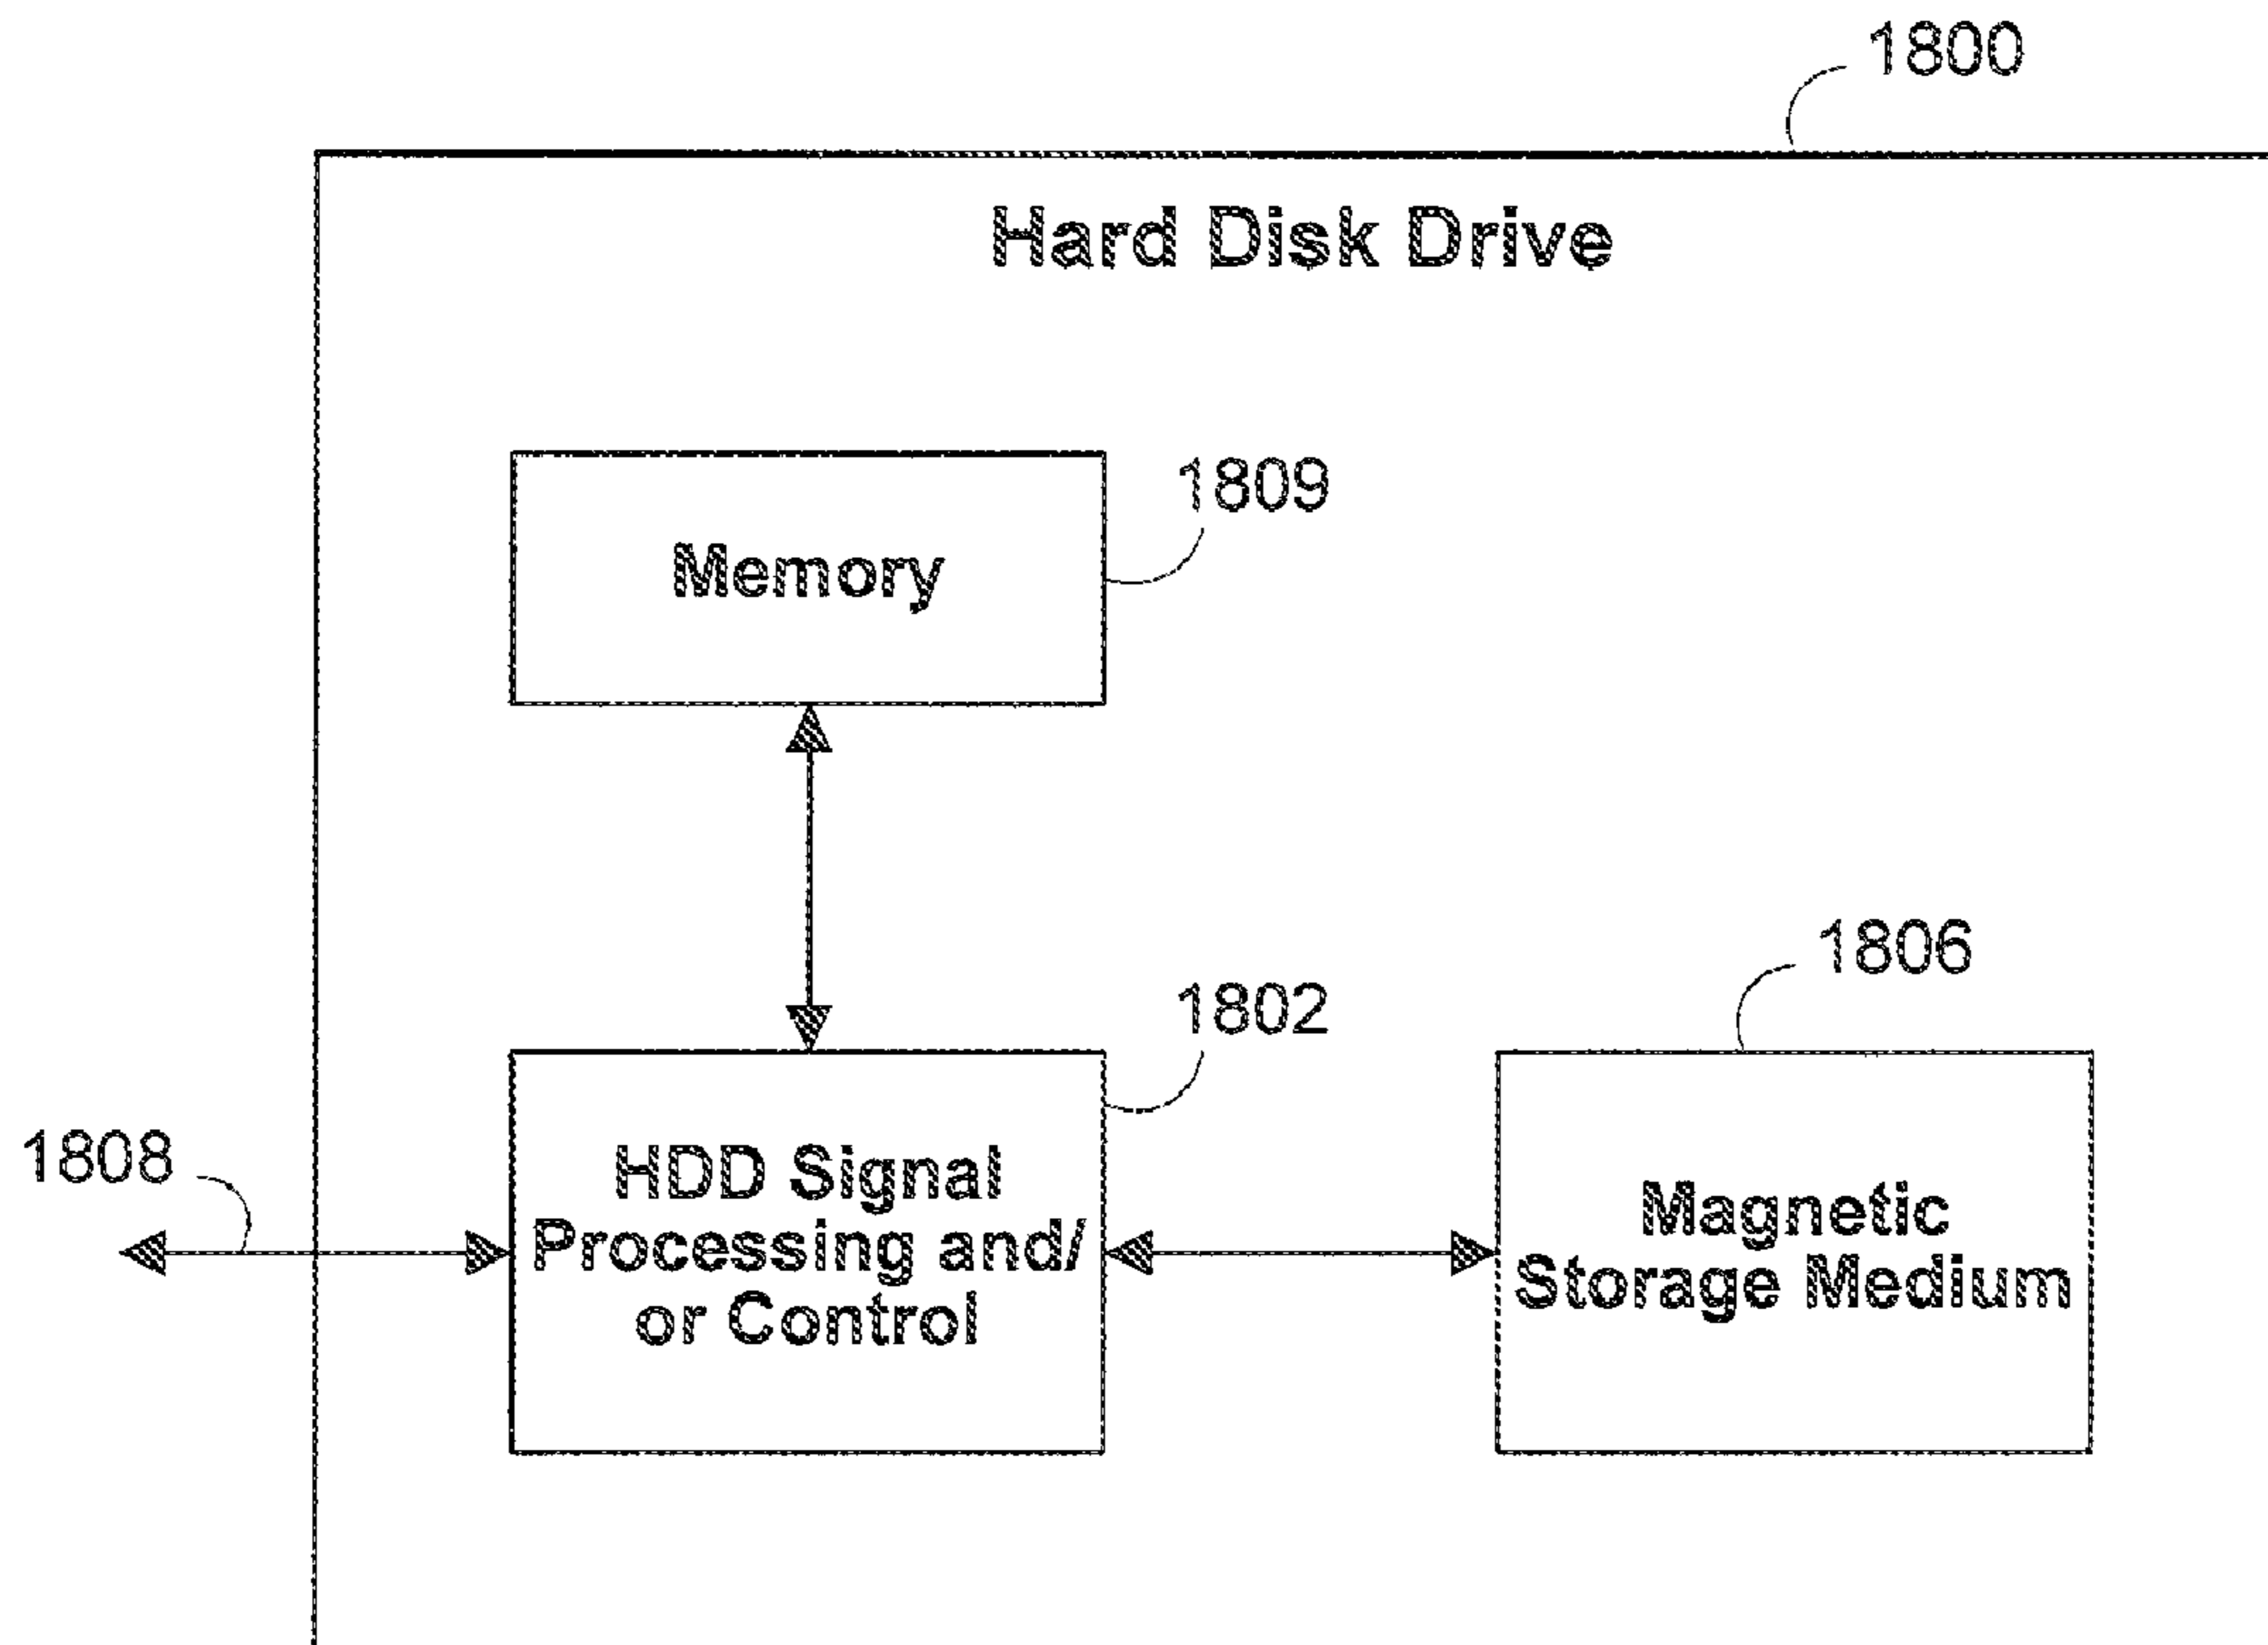 1800
Hard Disk Drive
1809
Memory
1806
1802
1808
HDD Signal
Processing and/
or Control
Magnetic
Storage Medium